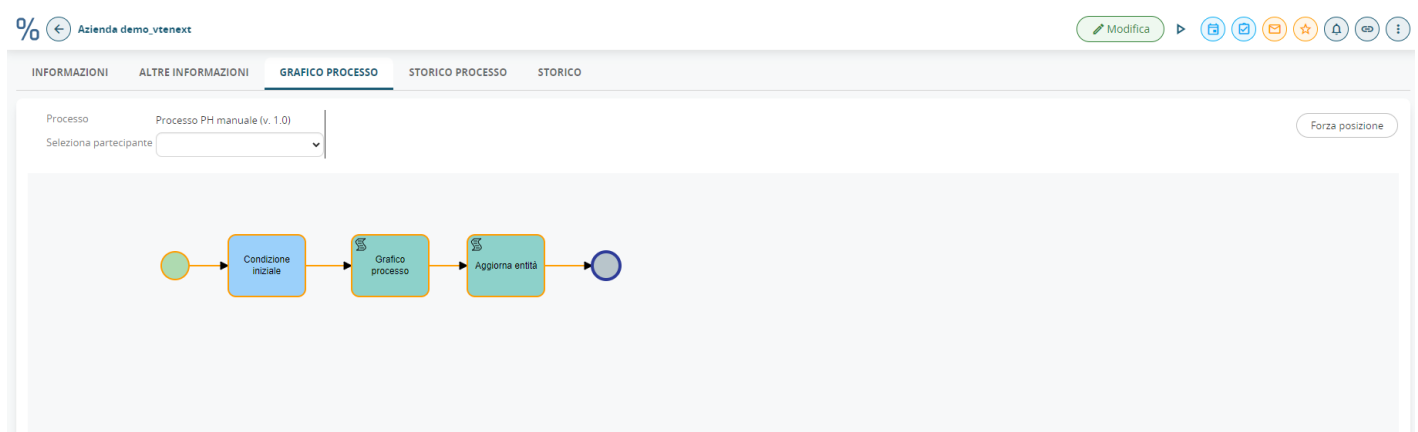 % Azienda demo_vtenext Modifica
INFORMAZIONI ALTRE INFORMAZIONI GRAFICO PROCESSO STORICO PROCESSO STORICO
Processo Processo PH manuale (v. 1.0)
Forza posizione
Seleziona partecipante
Condizione
iniziale
Grafico
processo
Aggiorna entità